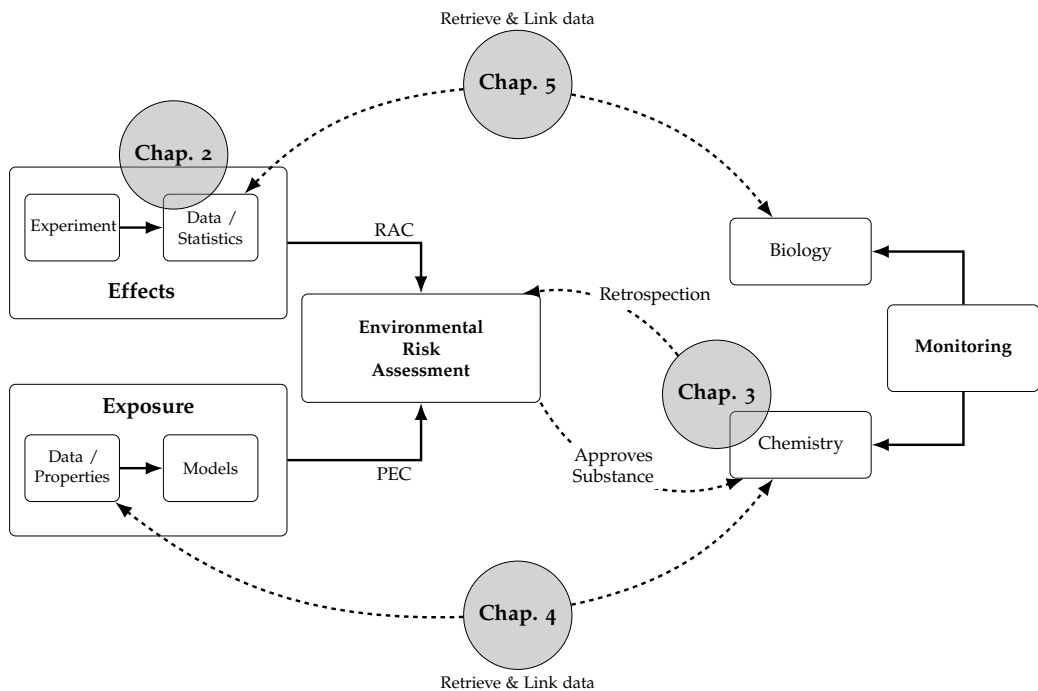 Retrieve & Link data
Chap. 5
Chap. 2
Experiment
Data /
Statistics
Effects
RAC
Biology
Retrospection
Environmental
Risk
Assessment
Monitoring
Exposure
Data /
Properties
Models
PEC
Chap. 3
Chemistry
Approves
Substance
Chap. 4
Retrieve & Link data